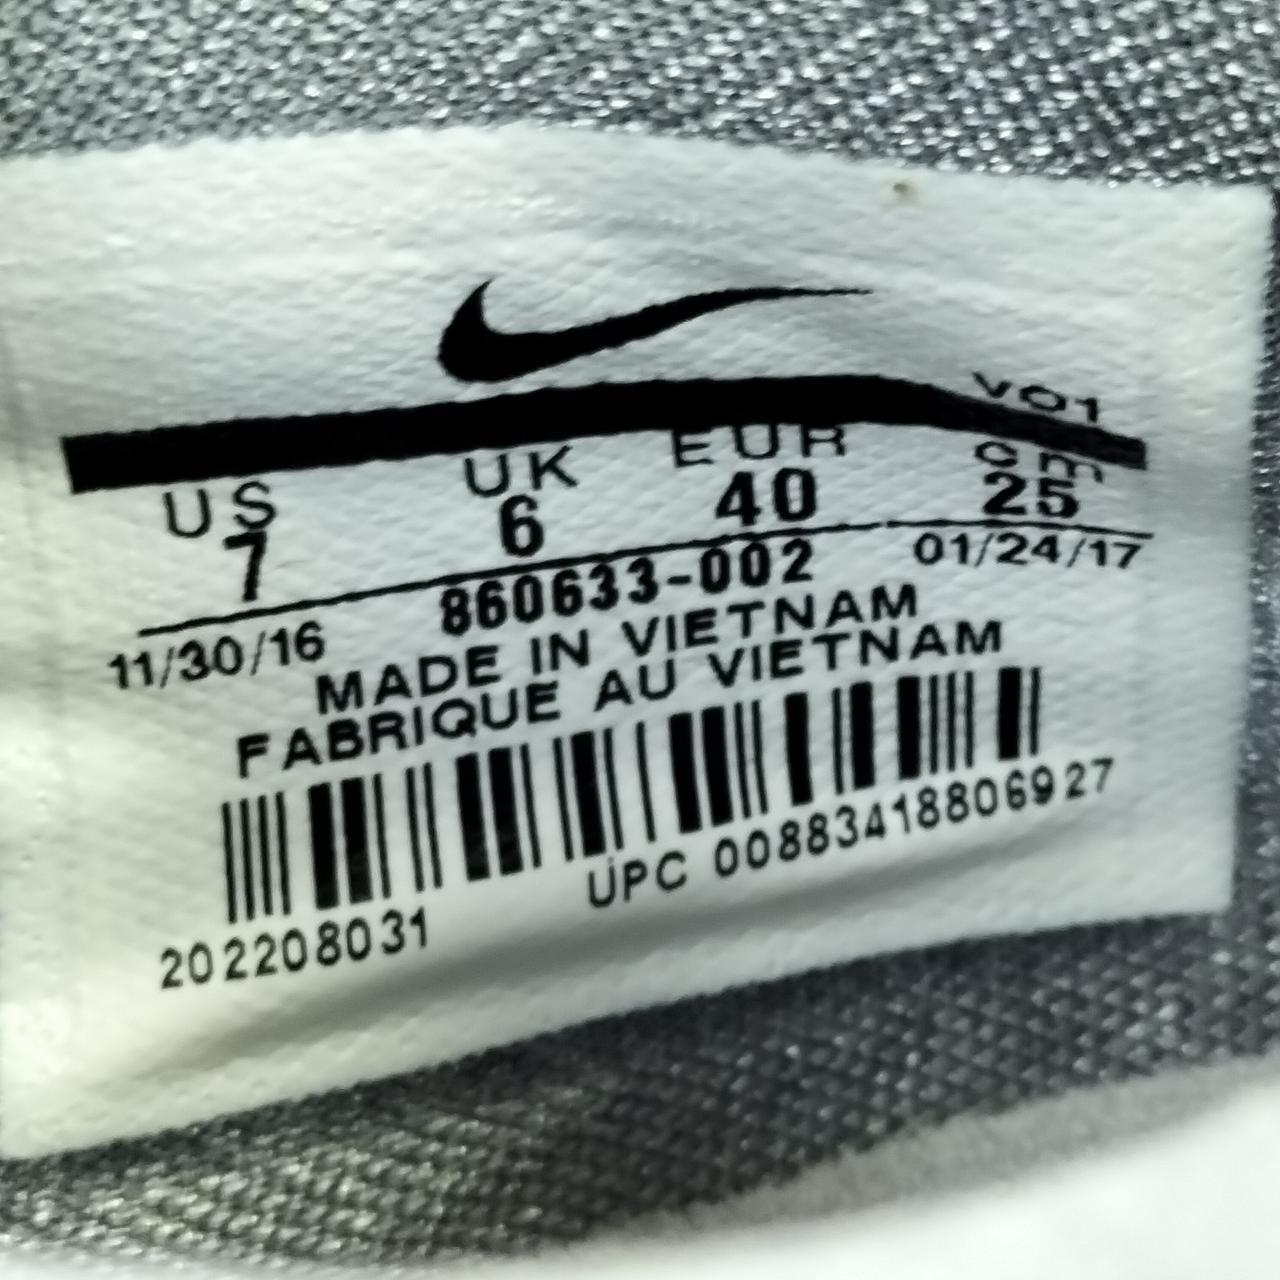 VO1
US UK EUR cm
7 6 40 25
11/30/16 860633-002 01/24/17
MADE IN VIETNAM
FABRIQUE AU VIETNAM
202208031 UPC 00883418806927